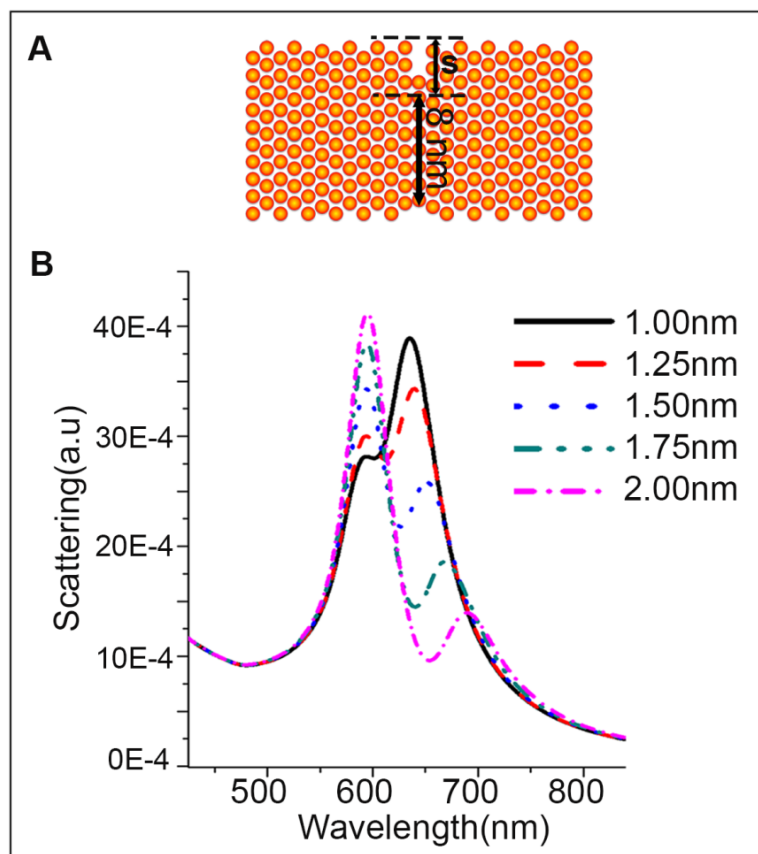 A
s
8 nm
B
Scattering(a.u)
40E-4
30E-4
20E-4
10E-4
0E-4
1.00nm
1.25nm
1.50nm
1.75nm
2.00nm
500 600 700 800
Wavelength(nm)